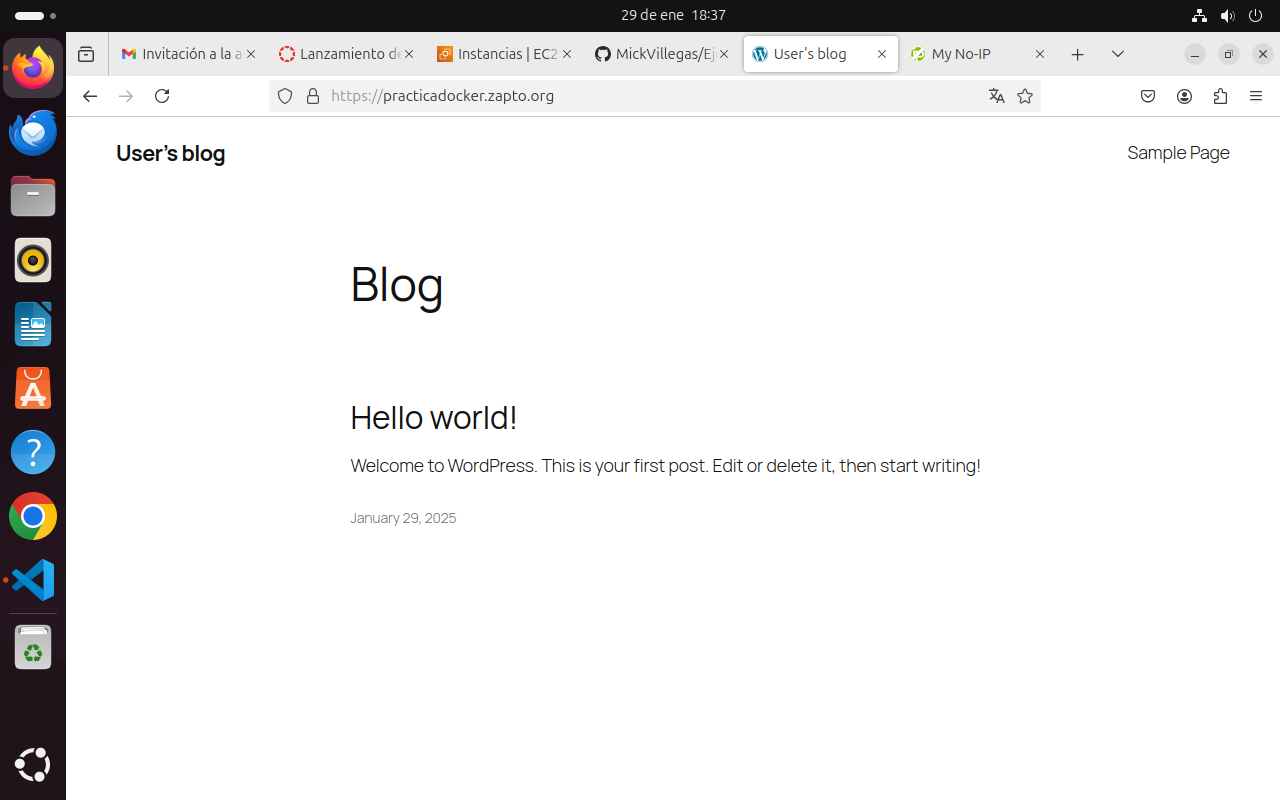 29 de ene 18:37
Invitación a la a
Lanzamiento de
Instancias | EC2
MickVillegas/Ej
User's blog
My No-IP
https://practicadocker.zapto.org
User's blog
Sample Page
Blog
Hello world!
Welcome to WordPress. This is your first post. Edit or delete it, then start writing!
January 29, 2025